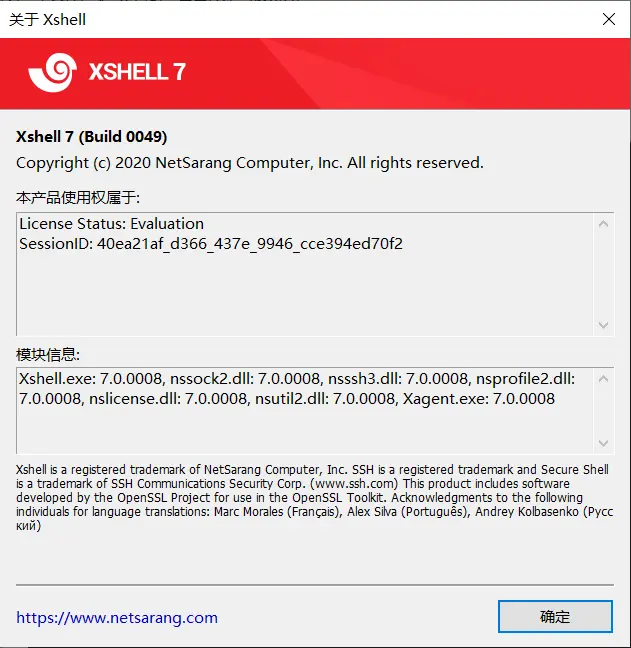 关于 Xshell
XSHELL 7
Xshell 7 (Build 0049)
Copyright (c) 2020 NetSarang Computer, Inc. All rights reserved.
本产品使用权属于:
License Status: Evaluation
SessionID: 40ea21af_d366_437e_9946_cce394ed70f2
模块信息:
Xshell.exe: 7.0.0008, nssock2.dll: 7.0.0008, nsssh3.dll: 7.0.0008, nsprofile2.dll:
7.0.0008, nslicense.dll: 7.0.0008, nsutil2.dll: 7.0.0008, Xagent.exe: 7.0.0008
Xshell is a registered trademark of NetSarang Computer, Inc. SSH is a registered trademark and Secure Shell
is a trademark of SSH Communications Security Corp. (www.ssh.com) This product includes software
developed by the OpenSSL Project for use in the OpenSSL Toolkit. Acknowledgments to the following
individuals for language translations: Marc Morales (Français), Alex Silva (Português), Andrey Kolbasenko (Русс
кий)
https://www.netsarang.com
确定